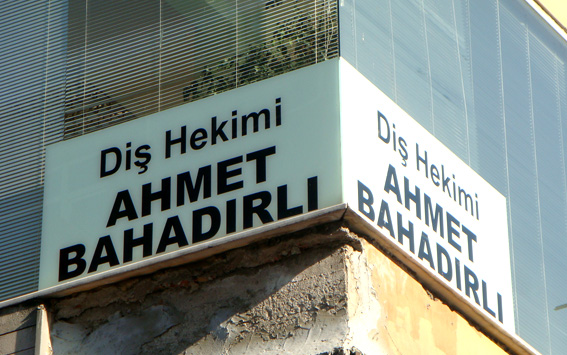 Diş Hekimi
AHMET
BAHADIRLI
Diş Hekimi
AHMET
BAHADIRLI